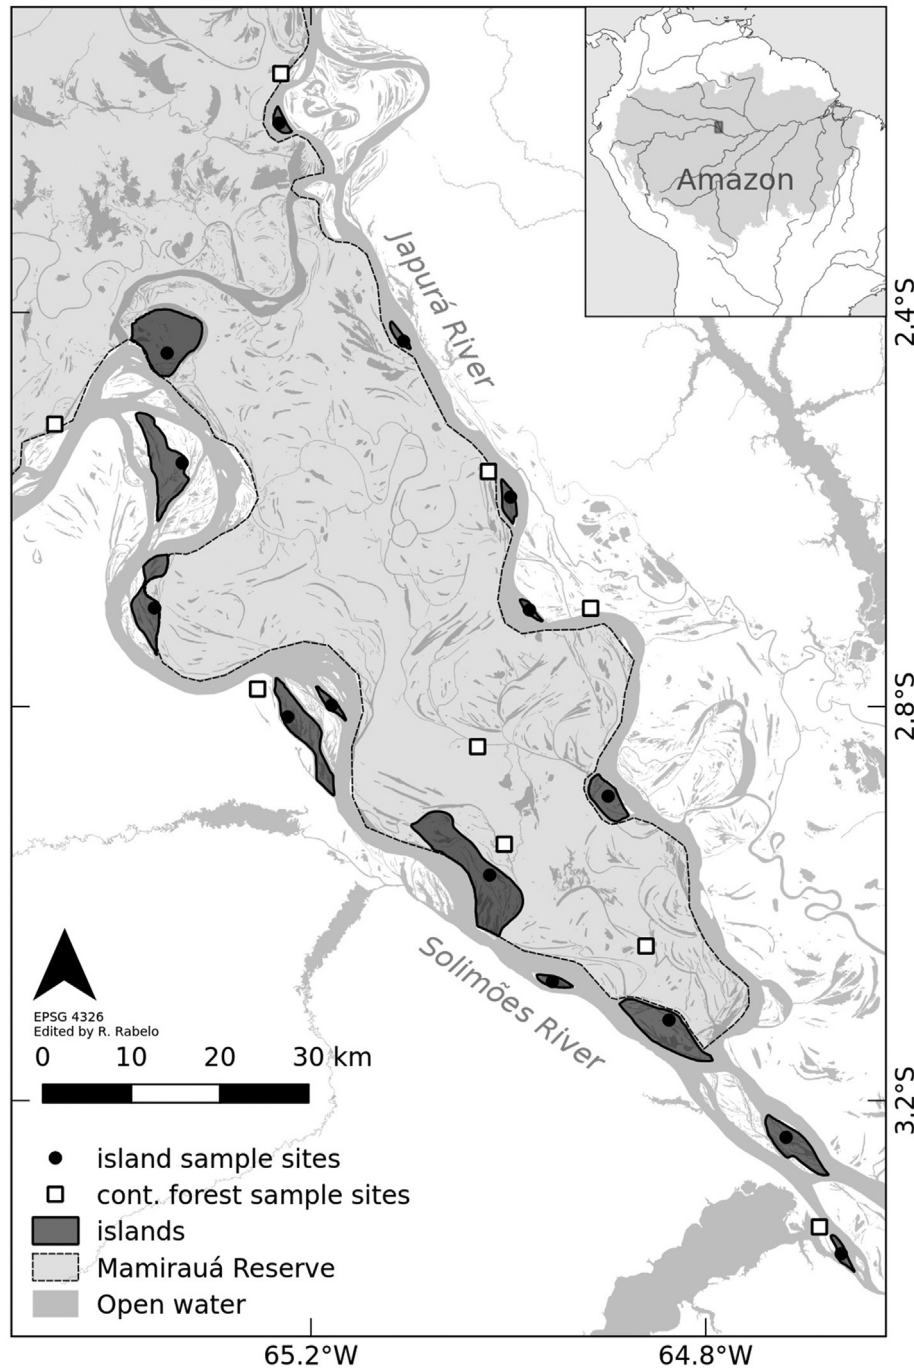 Amazon
Japurá River
2.4°S
2.8°S
Solimões River
EPSG 4326
Edited by R. Rabelo
0 10 20 30 km
3.2°S
island sample sites
cont. forest sample sites
islands
Mamirauá Reserve
Open water
65.2°W 64.8°W